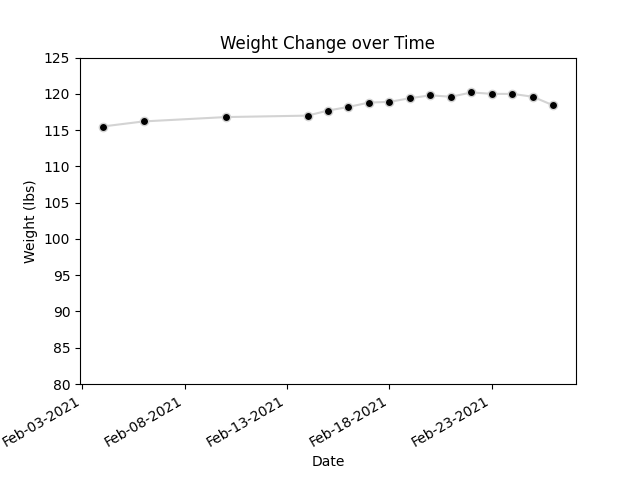 Weight Change over Time
125
120
115
110
105
100
95
90
85
80
Weight (lbs)
Feb-03-2021
Feb-08-2021
Feb-13-2021
Feb-18-2021
Feb-23-2021
Date